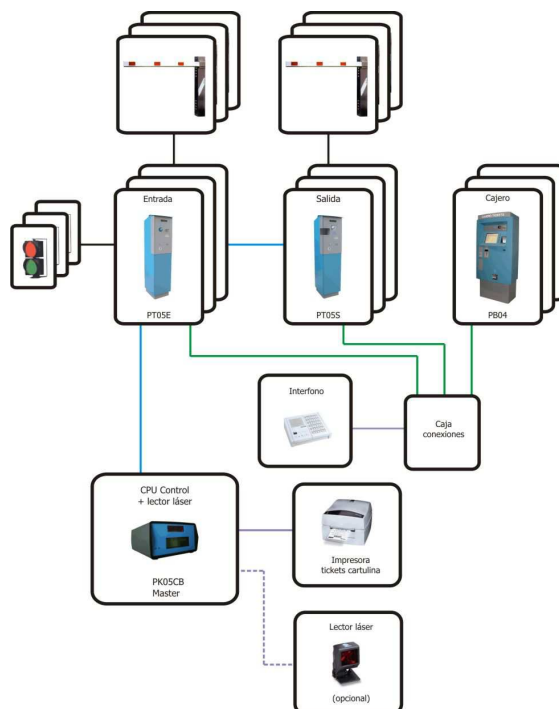 Entrada
PT05E
Salida
PT05S
Cajero
PB04
Interfono
Caja
conexiones
CPU Control
+ lector láser
PK05CB
Master
Impresora
tickets cartulina
Lector láser
(opcional)